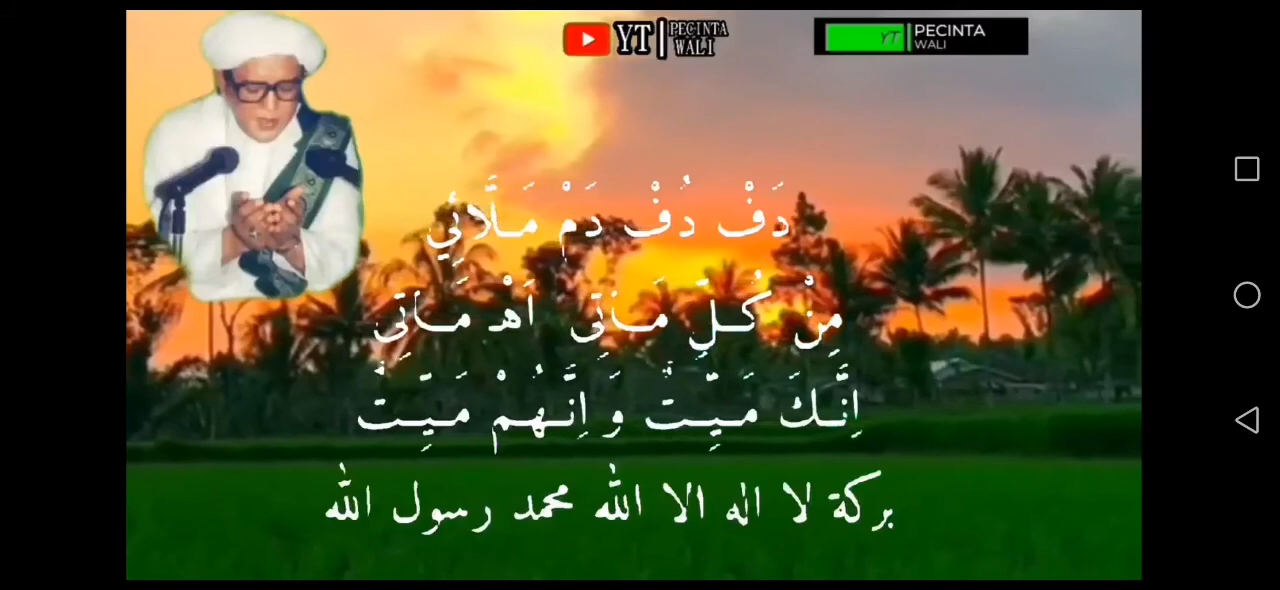 YT PECINTA
WALI
YT PECINTA
WALI
دَفْ دُفْ دَمْ مَلَّائِي
مِنْ كُلِّ مَاتِى اَهْدِ مَاتِى
اِنَّكَ مَيِّتٌ وَ اِنَّهُمْ مَيِّتٌ
بركة لا اله الا الله محمد رسول الله